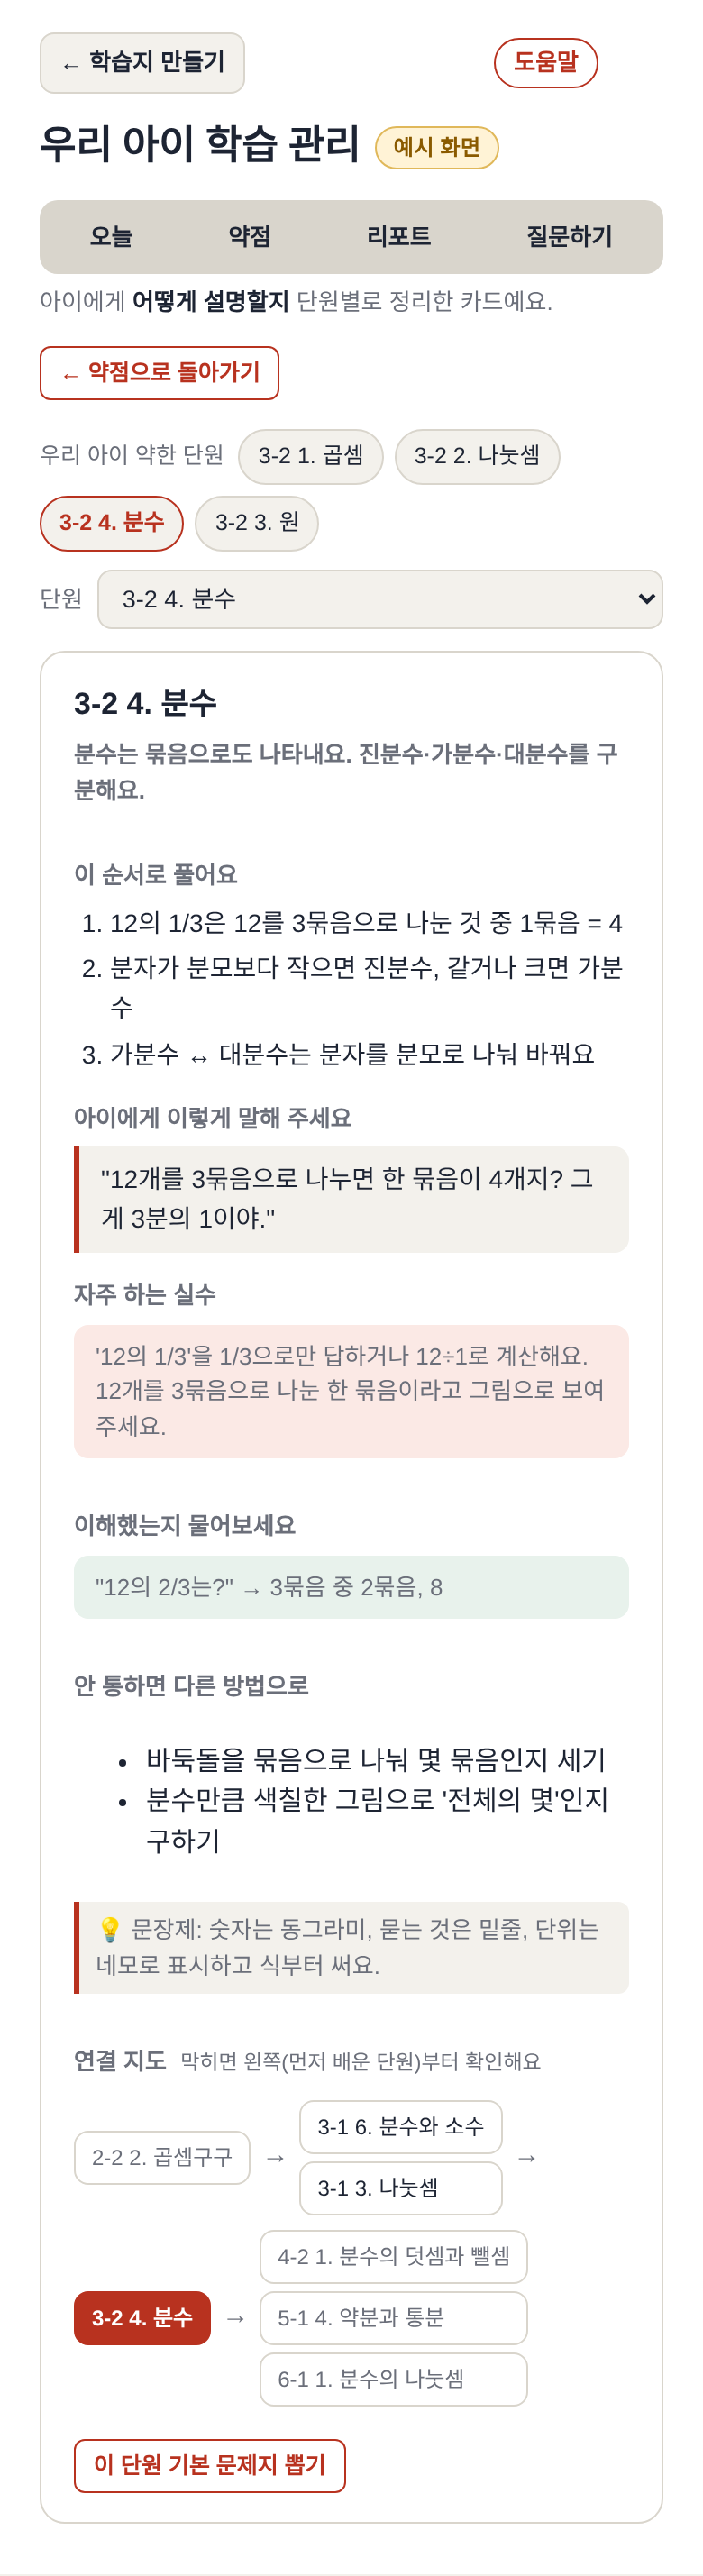 ← 학습지 만들기
도움말
우리 아이 학습 관리 예시 화면
오늘 약점 리포트 질문하기
아이에게 어떻게 설명할지 단원별로 정리한 카드예요.
← 약점으로 돌아가기
우리 아이 약한 단원 3-2 1. 곱셈 3-2 2. 나눗셈
3-2 4. 분수 3-2 3. 원
단원 3-2 4. 분수
3-2 4. 분수
분수는 묶음으로도 나타내요. 진분수·가분수·대분수를 구
분해요.
이 순서로 풀어요
1. 12의 1/3은 12를 3묶음으로 나눈 것 중 1묶음 = 4
2. 분자가 분모보다 작으면 진분수, 같거나 크면 가분
수
3. 가분수 ↔ 대분수는 분자를 분모로 나눠 바꿔요
아이에게 이렇게 말해 주세요
"12개를 3묶음으로 나누면 한 묶음이 4개지? 그
게 3분의 1이야."
자주 하는 실수
'12의 1/3'을 1/3으로만 답하거나 12÷1로 계산해요.
12개를 3묶음으로 나눈 한 묶음이라고 그림으로 보여
주세요.
이해했는지 물어보세요
"12의 2/3는?" → 3묶음 중 2묶음, 8
안 통하면 다른 방법으로
• 바둑돌을 묶음으로 나눠 몇 묶음인지 세기
• 분수만큼 색칠한 그림으로 '전체의 몇'인지
구하기
💡 문장제: 숫자는 동그라미, 묻는 것은 밑줄, 단위는
네모로 표시하고 식부터 써요.
연결 지도 막히면 왼쪽(먼저 배운 단원)부터 확인해요
2-2 2. 곱셈구구 →
3-1 6. 분수와 소수
3-1 3. 나눗셈
→
3-2 4. 분수 →
4-2 1. 분수의 덧셈과 뺄셈
5-1 4. 약분과 통분
6-1 1. 분수의 나눗셈
이 단원 기본 문제지 뽑기